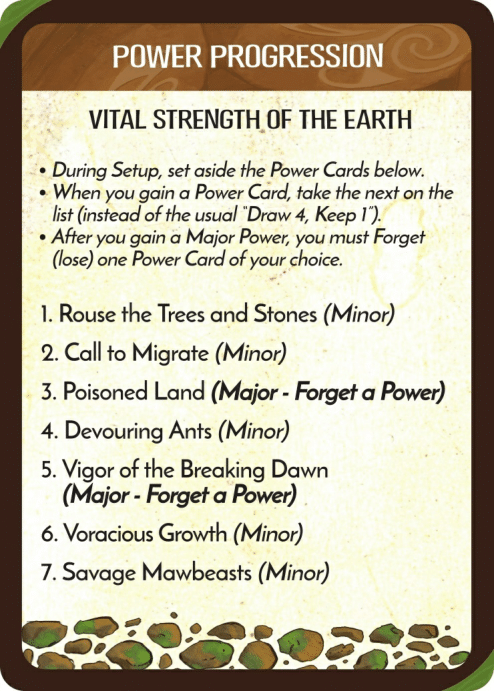 POWER PROGRESSION
VITAL STRENGTH OF THE EARTH
• During Setup, set aside the Power Cards below.
• When you gain a Power Card, take the next on the
list (instead of the usual "Draw 4, Keep 1").
• After you gain a Major Power, you must Forget
(lose) one Power Card of your choice.
1. Rouse the Trees and Stones (Minor)
2. Call to Migrate (Minor)
3. Poisoned Land (Major - Forget a Power)
4. Devouring Ants (Minor)
5. Vigor of the Breaking Dawn
(Major - Forget a Power)
6. Voracious Growth (Minor)
7. Savage Mawbeasts (Minor)